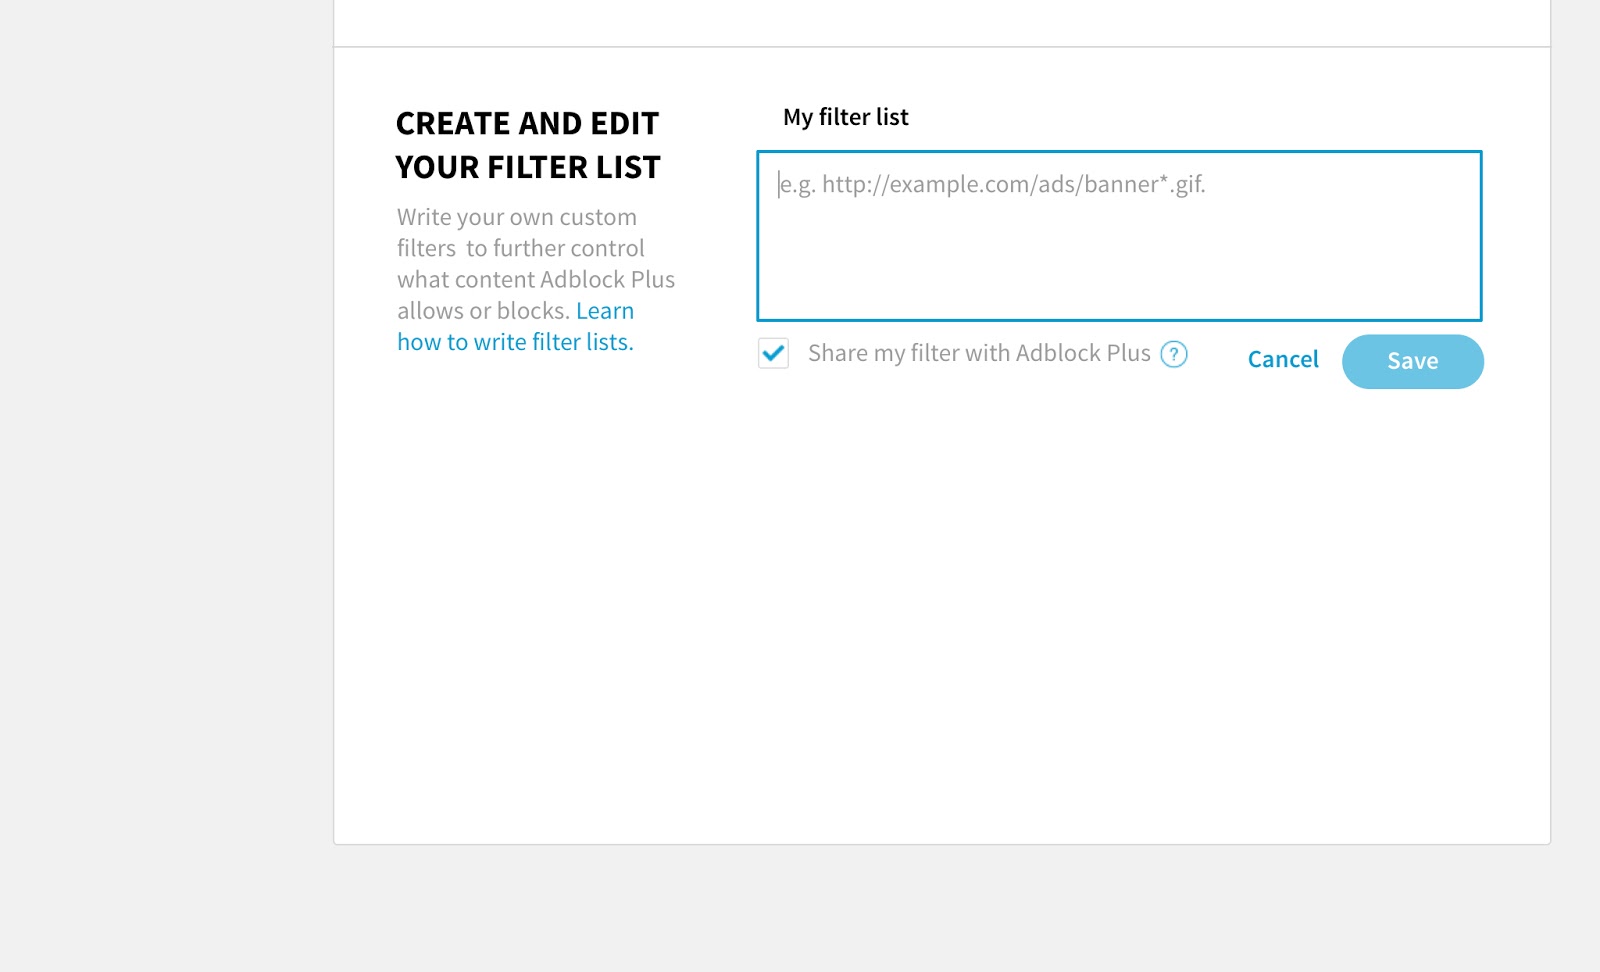 CREATE AND EDIT
YOUR FILTER LIST
Write your own custom
filters  to further control
what content Adblock Plus
allows or blocks. Learn
how to write filter lists.
My filter list
e.g. http://example.com/ads/banner*.gif.
Share my filter with Adblock Plus ?
Cancel
Save